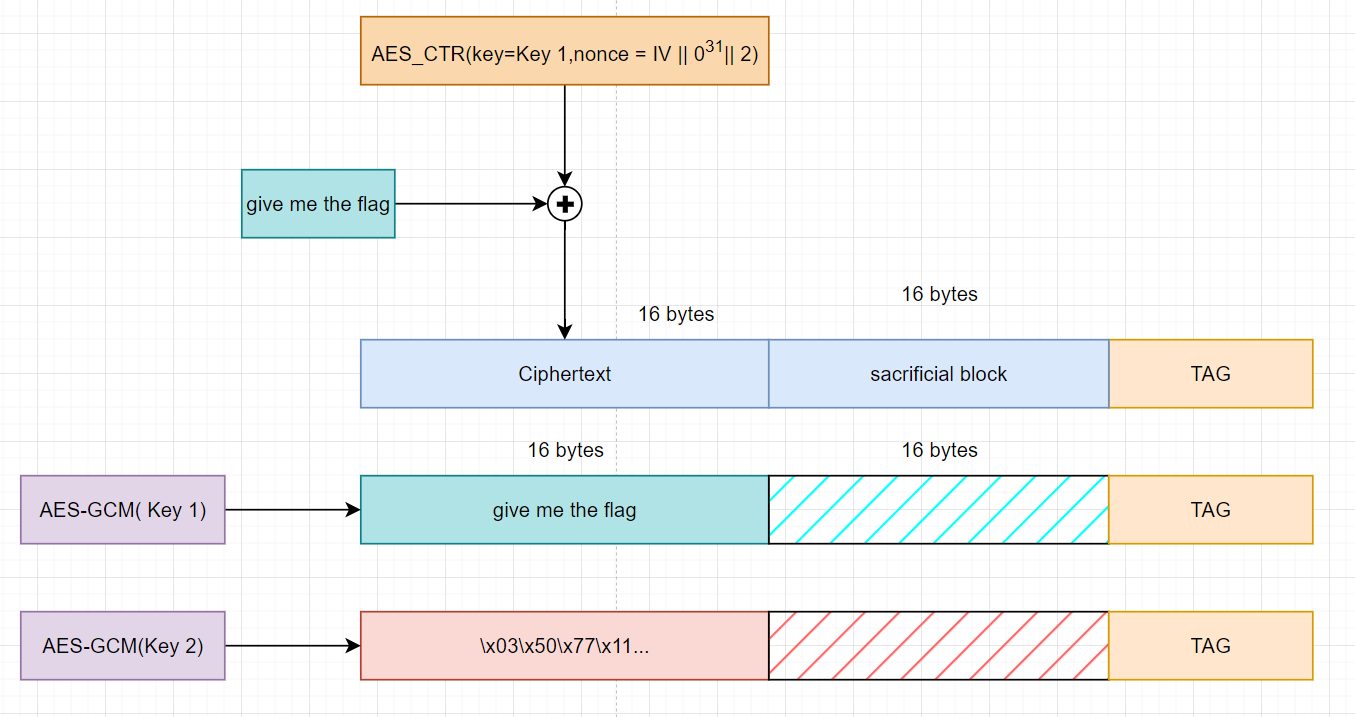 AES_CTR(key=Key 1,nonce = IV || 0³¹|| 2)
give me the flag
16 bytes
16 bytes
Ciphertext
sacrificial block
TAG
16 bytes
16 bytes
AES-GCM( Key 1)
give me the flag
TAG
AES-GCM(Key 2)
\x03\x50\x77\x11...
TAG